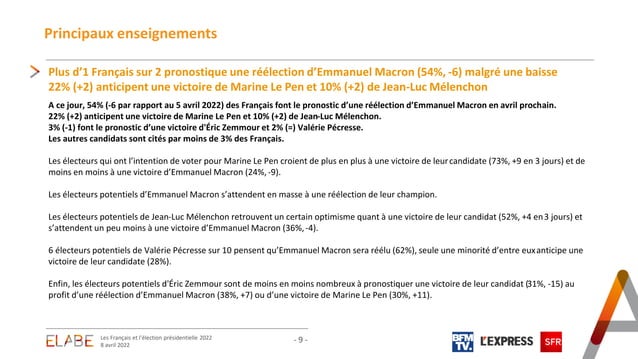 Principaux enseignements
Plus d’1 Français sur 2 pronostique une réélection d’Emmanuel Macron (54%, -6) malgré une baisse
22% (+2) anticipent une victoire de Marine Le Pen et 10% (+2) de Jean-Luc Mélenchon
A ce jour, 54% (-6 par rapport au 5 avril 2022) des Français font le pronostic d’une réélection d’Emmanuel Macron en avril prochain.
22% (+2) anticipent une victoire de Marine Le Pen et 10% (+2) de Jean-Luc Mélenchon.
3% (-1) font le pronostic d’une victoire d’Éric Zemmour et 2% (=) Valérie Pécresse.
Les autres candidats sont cités par moins de 3% des Français.
Les électeurs qui ont l’intention de voter pour Marine Le Pen croient de plus en plus à une victoire de leur candidate (73%, +9 en 3 jours) et de
moins en moins à une victoire d’Emmanuel Macron (24%, -9).
Les électeurs potentiels d’Emmanuel Macron s’attendent en masse à une réélection de leur champion.
Les électeurs potentiels de Jean-Luc Mélenchon retrouvent un certain optimisme quant à une victoire de leur candidat (52%, +4 en 3 jours) et
s’attendent un peu moins à une victoire d’Emmanuel Macron (36%, -4).
6 électeurs potentiels de Valérie Pécresse sur 10 pensent qu’Emmanuel Macron sera réélu (62%), seule une minorité d’entre eux anticipe une
victoire de leur candidate (28%).
Enfin, les électeurs potentiels d’Éric Zemmour sont de moins en moins nombreux à pronostiquer une victoire de leur candidat (31%, -15) au
profit d’une réélection d’Emmanuel Macron (38%, +7) ou d’une victoire de Marine Le Pen (30%, +11).
ELABE
Les Français et l'élection présidentielle 2022
8 avril 2022
- 9 -
BFM
TV.
L'EXPRESS
SFR